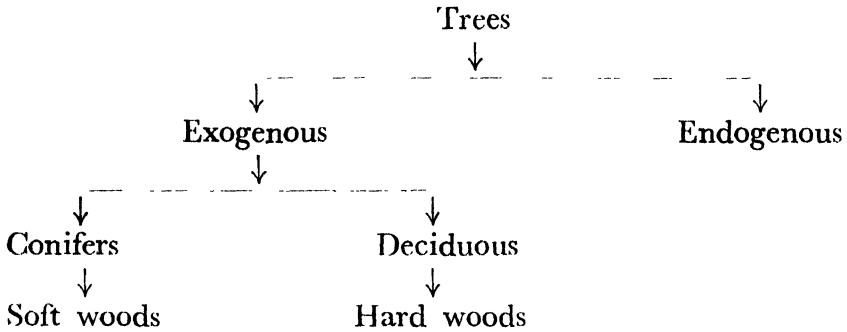 Trees
Exogenous Endogenous
Conifers Deciduous
Soft woods Hard woods